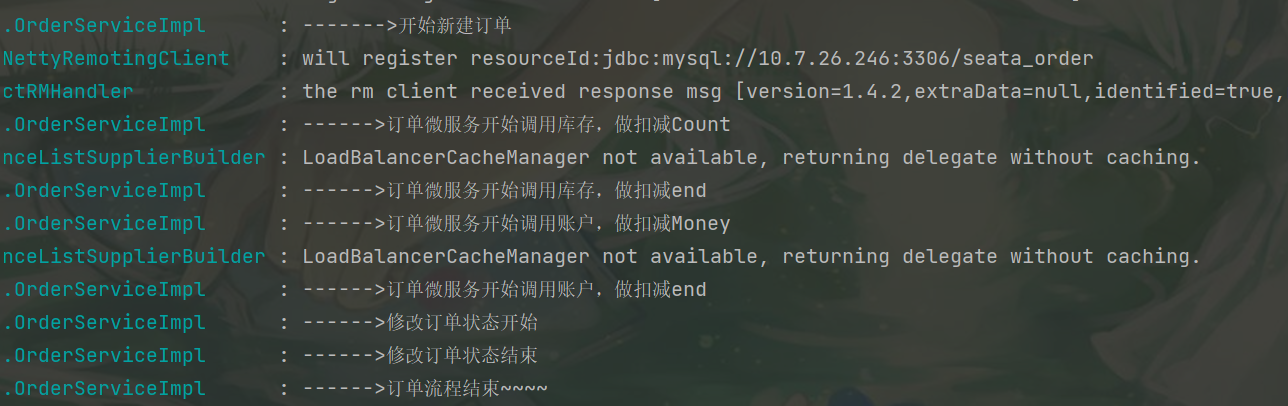 .OrderServiceImpl : ------->开始新建订单
NettyRemotingClient : will register resourceId:jdbc:mysql://10.7.26.246:3306/seata_order
ctRMHandler : the rm client received response msg [version=1.4.2,extraData=null,identified=true,
.OrderServiceImpl : ------>订单微服务开始调用库存，做扣减Count
nceListSupplierBuilder : LoadBalancerCacheManager not available, returning delegate without caching.
.OrderServiceImpl : ------>订单微服务开始调用库存，做扣减end
.OrderServiceImpl : ------>订单微服务开始调用账户，做扣减Money
nceListSupplierBuilder : LoadBalancerCacheManager not available, returning delegate without caching.
.OrderServiceImpl : ------>订单微服务开始调用账户，做扣减end
.OrderServiceImpl : ------>修改订单状态开始
.OrderServiceImpl : ------>修改订单状态结束
.OrderServiceImpl : ------>订单流程结束~~~~